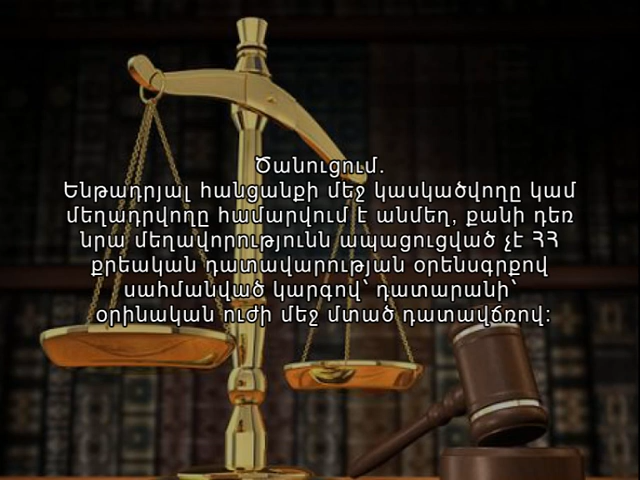 Ծանուցում.
Ենթադրյալ հանցանքի մեջ կասկածվողը կամ
մեղադրվողը համարվում է անմեղ, քանի դեռ
նրա մեղավորությունն ապացուցված չէ ՀՀ
քրեական դատավարության օրենսգրքով
սահմանված կարգով՝ դատարանի՝
օրինական ուժի մեջ մտած դատավճռով: